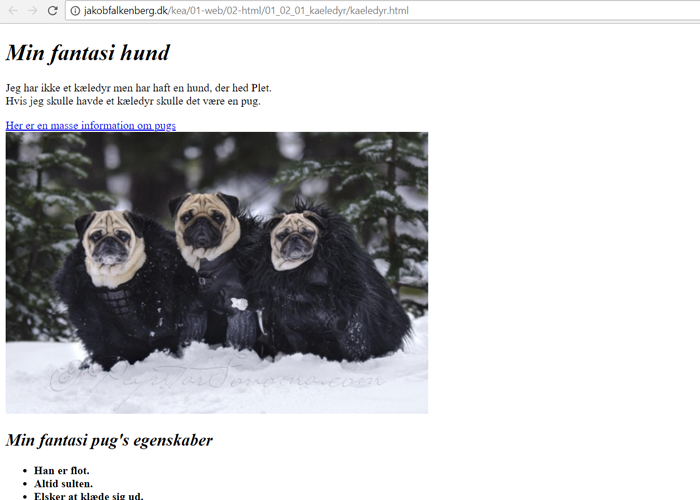 jakobfalkenberg.dk/kea/01-web/02-html/01_02_01_kaeledyr/kaeledyr.html
Min fantasi hund
Jeg har ikke et kæledyr men har haft en hund, der hed Plet.
Hvis jeg skulle havde et kæledyr skulle det være en pug.
Her er en masse information om pugs
Min fantasi pug's egenskaber
• Han er flot.
• Altid sulten.
• Elsker at klæde sig ud.